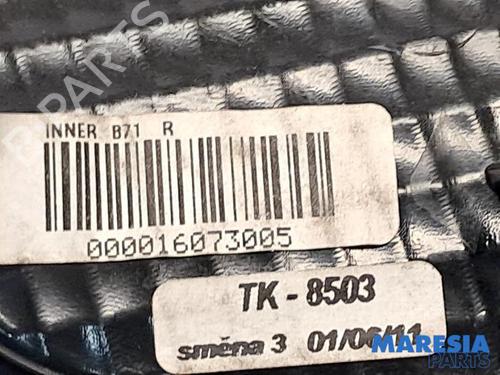 INNER B71 R
000016073005
TK - 8503
směna 3 01/06/11
MARESIA
PARTS